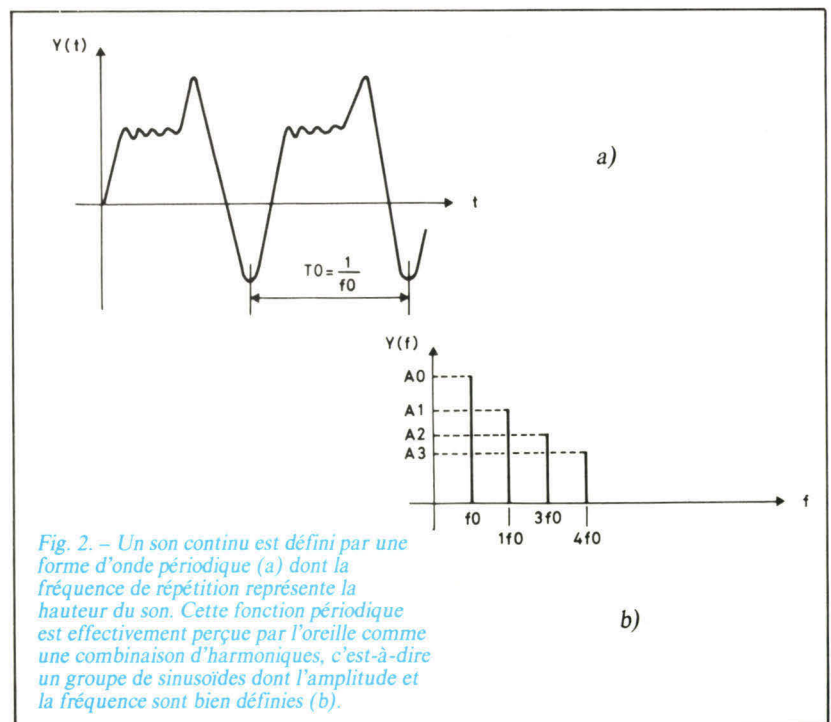 Y(t)
a)
t
T0 = 1/f0
Y(f)
A0
A1
A2
A3
f
f0
3f0
1f0
4f0
Fig. 2. – Un son continu est défini par une
forme d'onde périodique (a) dont la
fréquence de répétition représente la
hauteur du son. Cette fonction périodique
est effectivement perçue par l'oreille comme
une combinaison d'harmoniques, c'est-à-dire
un groupe de sinusoïdes dont l'amplitude et
la fréquence sont bien définies (b).
b)